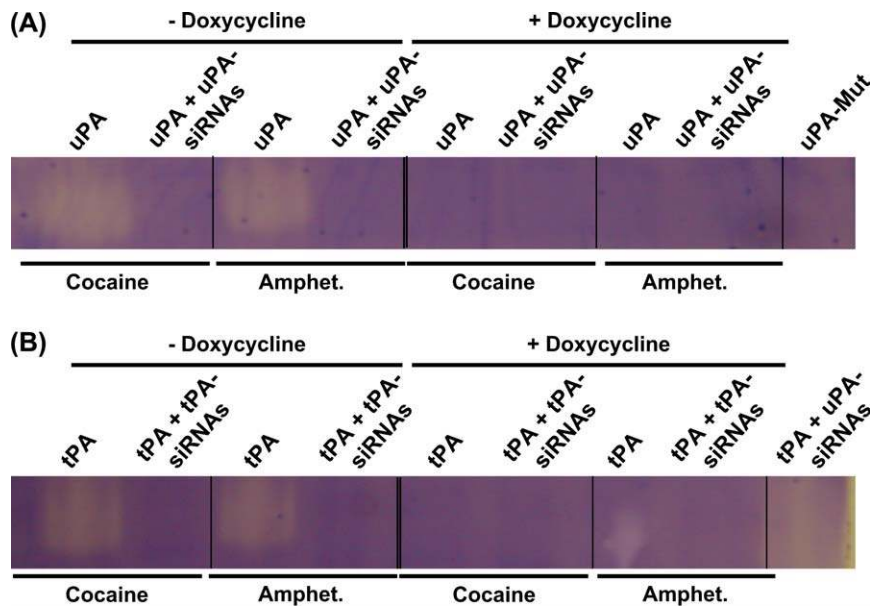 (A)
- Doxycycline + Doxycycline
uPA uPA + uPA-siRNAs uPA uPA + uPA-siRNAs uPA uPA + uPA-siRNAs uPA uPA + uPA-siRNAs uPA-Mut
Cocaine Amphet. Cocaine Amphet.
(B)
- Doxycycline + Doxycycline
tPA tPA + tPA-siRNAs tPA tPA + tPA-siRNAs tPA tPA + tPA-siRNAs tPA tPA + tPA-siRNAs tPA + uPA-siRNAs
Cocaine Amphet. Cocaine Amphet.